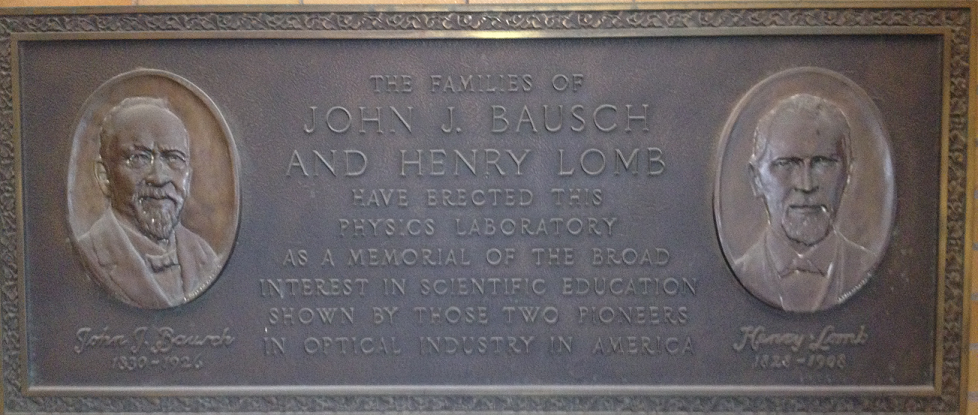 THE FAMILIES OF
JOHN J. BAUSCH
AND HENRY LOMB
HAVE ERECTED THIS
PHYSICS LABORATORY
AS A MEMORIAL OF THE BROAD
INTEREST IN SCIENTIFIC EDUCATION
SHOWN BY THOSE TWO PIONEERS
IN OPTICAL INDUSTRY IN AMERICA
John J. Bausch
1830-1926
Henry Lomb
1828-1908